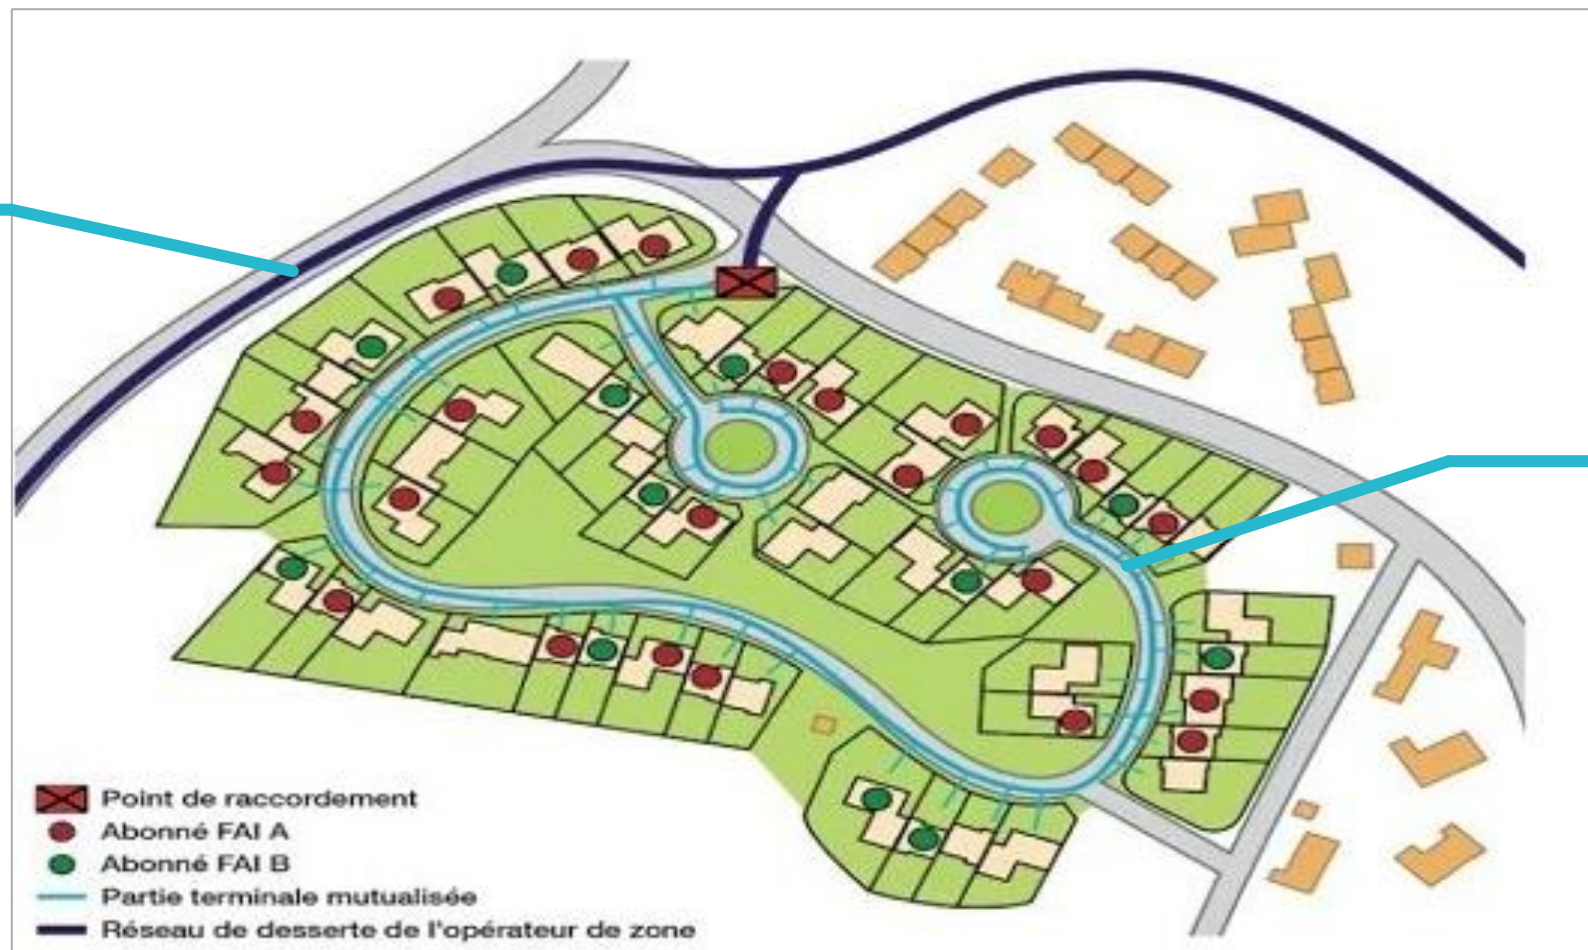 Point de raccordement
Abonné FAI A
Abonné FAI B
Partie terminale mutualisée
Réseau de desserte de l'opérateur de zone